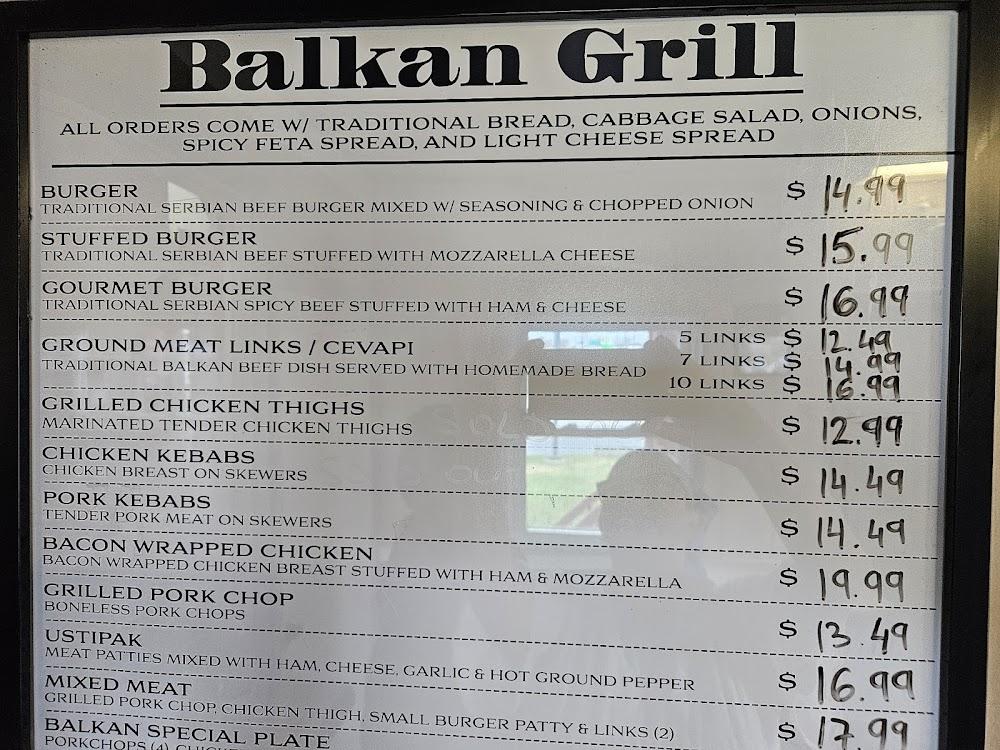 Balkan Grill
ALL ORDERS COME W/ TRADITIONAL BREAD, CABBAGE SALAD, ONIONS,
SPICY FETA SPREAD, AND LIGHT CHEESE SPREAD
BURGER $ 14.99
TRADITIONAL SERBIAN BEEF BURGER MIXED W/ SEASONING & CHOPPED ONION
STUFFED BURGER $ 15.99
TRADITIONAL SERBIAN BEEF STUFFED WITH MOZZARELLA CHEESE
GOURMET BURGER $ 16.99
TRADITIONAL SERBIAN SPICY BEEF STUFFED WITH HAM & CHEESE
5 LINKS $ 12.49
GROUND MEAT LINKS / CEVAPI 7 LINKS $ 14.99
TRADITIONAL BALKAN BEEF DISH SERVED WITH HOMEMADE BREAD 10 LINKS $ 16.99
GRILLED CHICKEN THIGHS $ 12.99
MARINATED TENDER CHICKEN THIGHS
CHICKEN KEBABS $ 14.49
CHICKEN BREAST ON SKEWERS
PORK KEBABS $ 14.49
TENDER PORK MEAT ON SKEWERS
BACON WRAPPED CHICKEN $ 19.99
BACON WRAPPED CHICKEN BREAST STUFFED WITH HAM & MOZZARELLA
GRILLED PORK CHOP $ 13.49
BONELESS PORK CHOPS
USTIPAK $ 16.99
MEAT PATTIES MIXED WITH HAM, CHEESE, GARLIC & HOT GROUND PEPPER
MIXED MEAT $ 17.99
GRILLED PORK CHOP, CHICKEN THIGH, SMALL BURGER PATTY & LINKS (2)
BALKAN SPECIAL PLATE
PORKCHOPS (4)